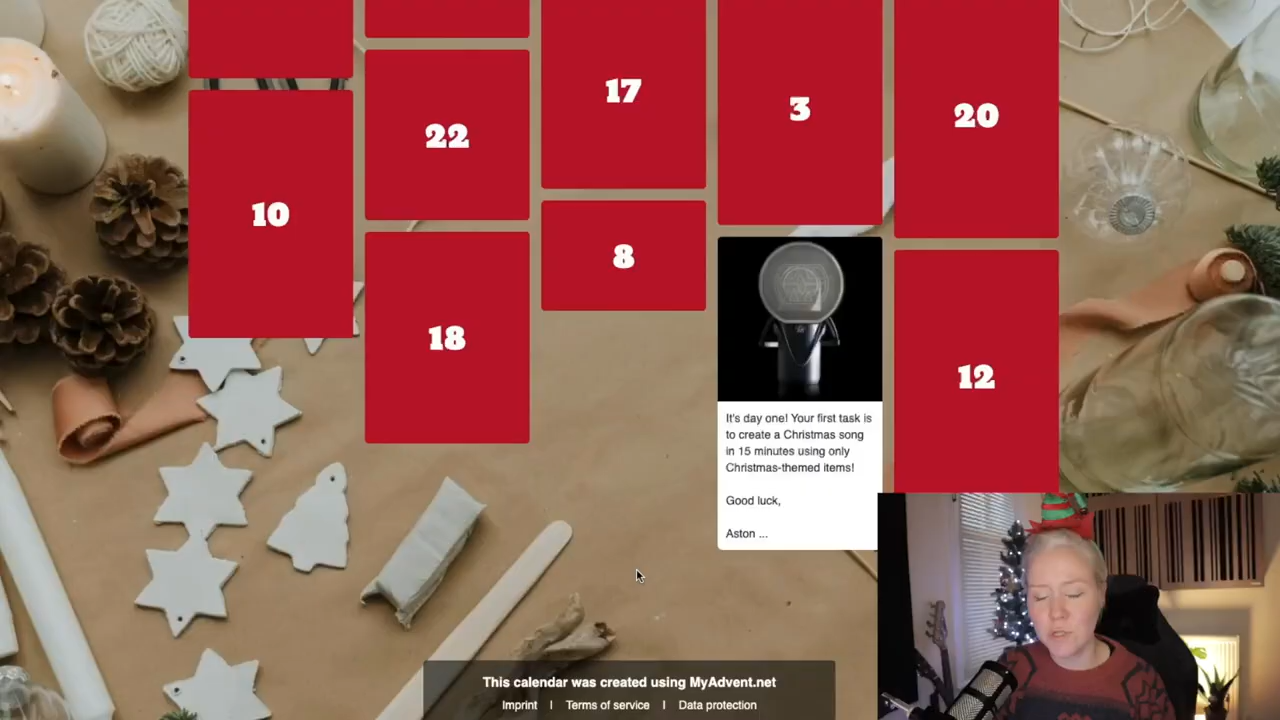 17
3
20
22
10
8
18
12
It's day one! Your first task is
to create a Christmas song
in 15 minutes using only
Christmas-themed items!
Good luck,
Aston ...
This calendar was created using MyAdvent.net
Imprint | Terms of service | Data protection